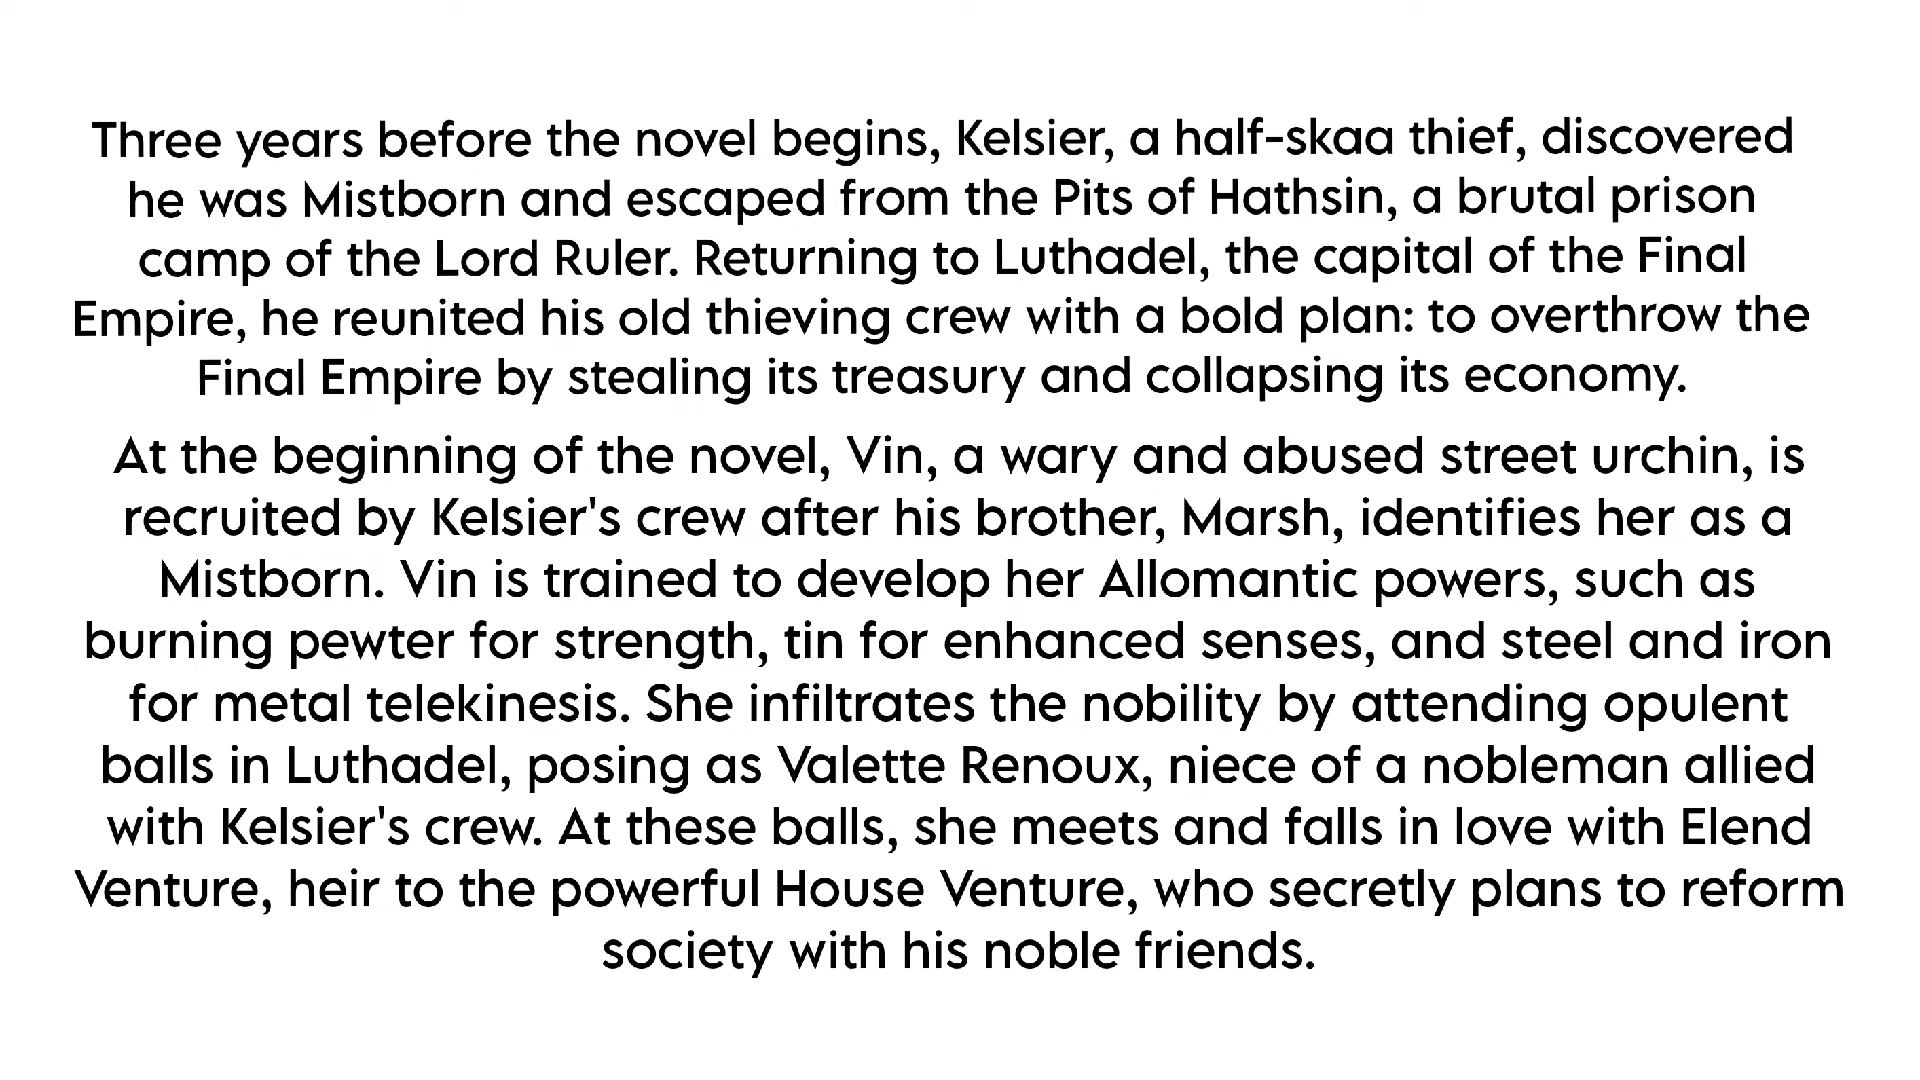 Three years before the novel begins, Kelsier, a half-skaa thief, discovered
he was Mistborn and escaped from the Pits of Hathsin, a brutal prison
camp of the Lord Ruler. Returning to Luthadel, the capital of the Final
Empire, he reunited his old thieving crew with a bold plan: to overthrow the
Final Empire by stealing its treasury and collapsing its economy.
At the beginning of the novel, Vin, a wary and abused street urchin, is
recruited by Kelsier's crew after his brother, Marsh, identifies her as a
Mistborn. Vin is trained to develop her Allomantic powers, such as
burning pewter for strength, tin for enhanced senses, and steel and iron
for metal telekinesis. She infiltrates the nobility by attending opulent
balls in Luthadel, posing as Valette Renoux, niece of a nobleman allied
with Kelsier's crew. At these balls, she meets and falls in love with Elend
Venture, heir to the powerful House Venture, who secretly plans to reform
society with his noble friends.